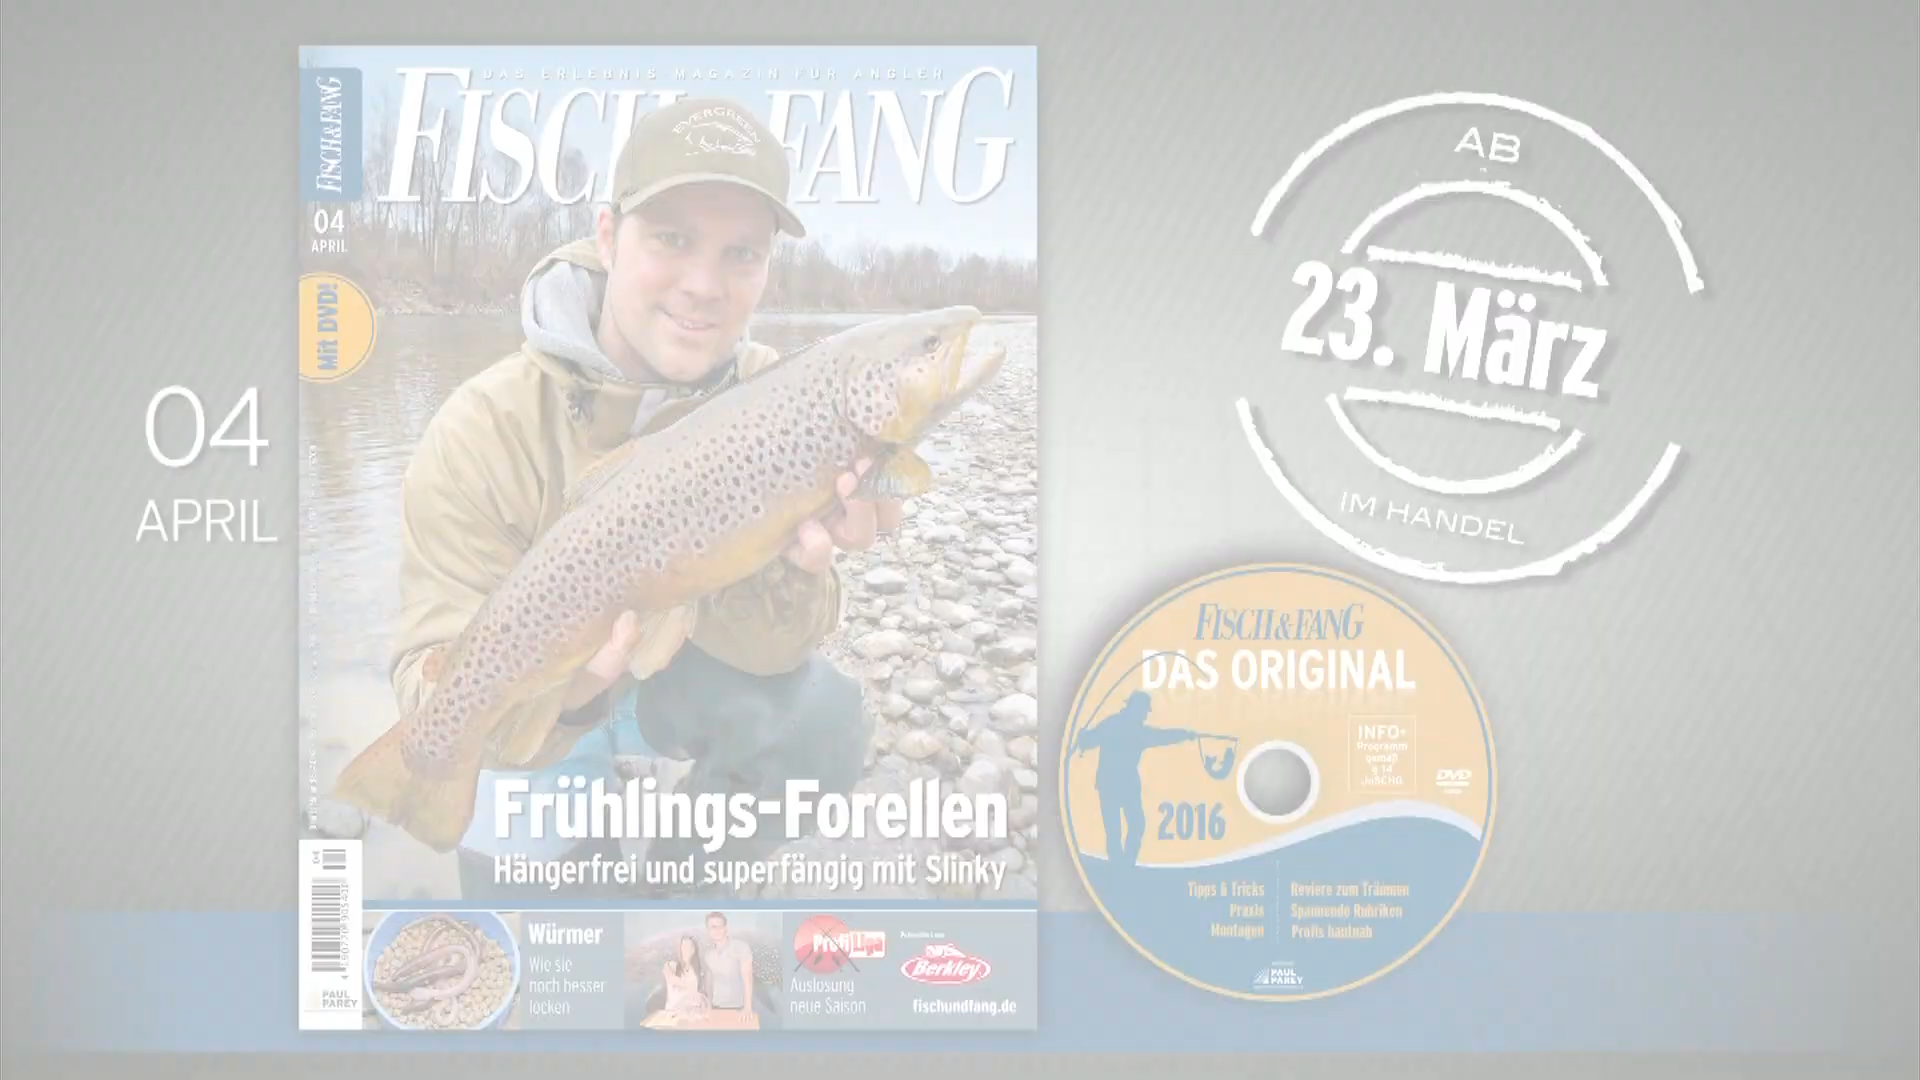 04
APRIL
DAS ERLEBNIS MAGAZIN FÜR ANGLER
FISCH&FANG
FISCH FANG
EVERGREEN
04
APRIL
Mit DVD!
Frühlings-Forellen
Hängerfrei und superfängig mit Slinky
Würmer
Wie sie
noch besser
locken
ProfiLiga
Auslosung
neue Saison
Berkley
fischundfang.de
PAUL
PAREY
AB
23. März
IM HANDEL
FISCH&FANG
DAS ORIGINAL
INFO-
Programm
gemäß
§ 14
JuSCHG
DVD
2016
Tipps & Tricks
Praxis
Montagen
Reviere zum Träumen
Spannende Rubriken
Profis hautnah
PAUL
PAREY